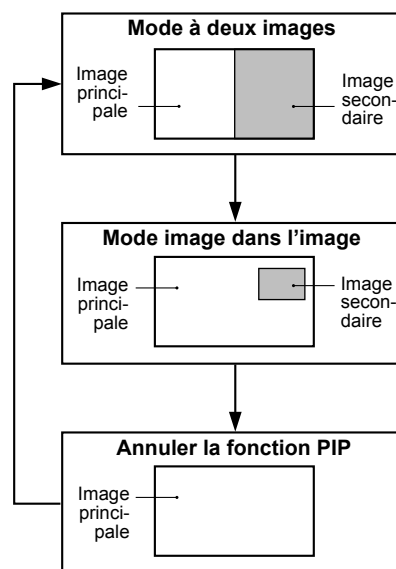 Mode à deux images
Image
princi-
pale
Image
secon-
daire
Mode image dans l’image
Image
princi-
pale
Image
secon-
daire
Annuler la fonction PIP
Image
princi-
pale